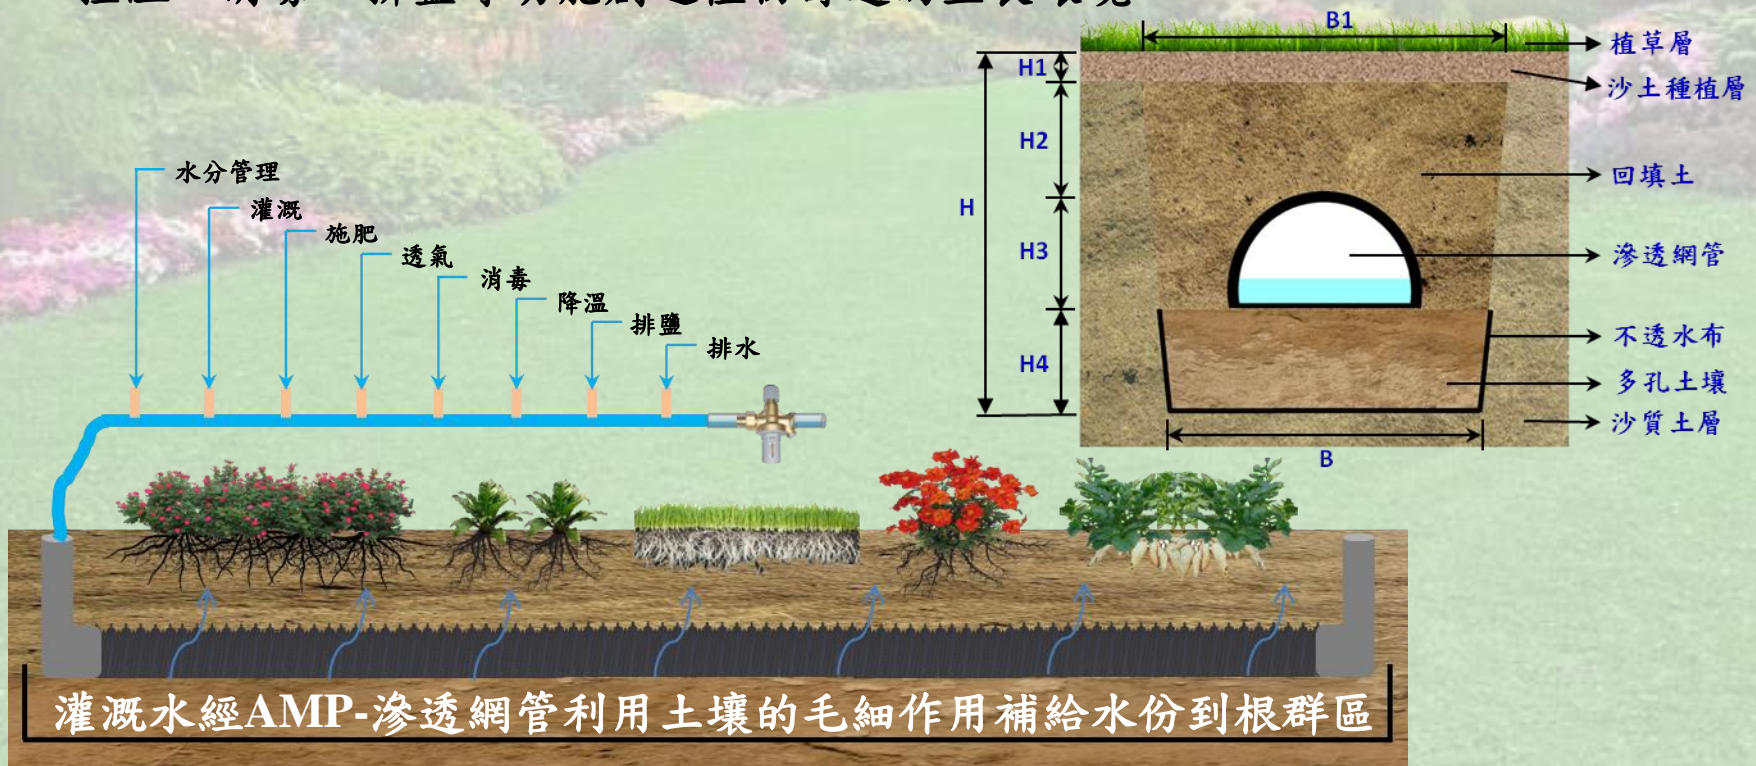 B1
植草層
H1
沙土種植層
H2
水分管理
回填土
灌溉
H
施肥
透氣
H3
滲透網管
消毒
降溫
排鹽
不透水布
排水
H4
多孔土壤
沙質土層
B
灌溉水經AMP-滲透網管利用土壤的毛細作用補給水份到根群區